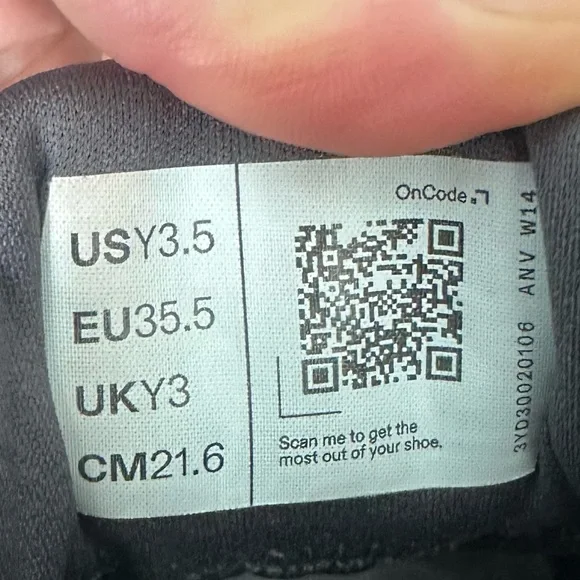 USY3.5
EU35.5
UKY3
CM21.6
OnCode
Scan me to get the
most out of your shoe.
3YD30020106 ANV W14